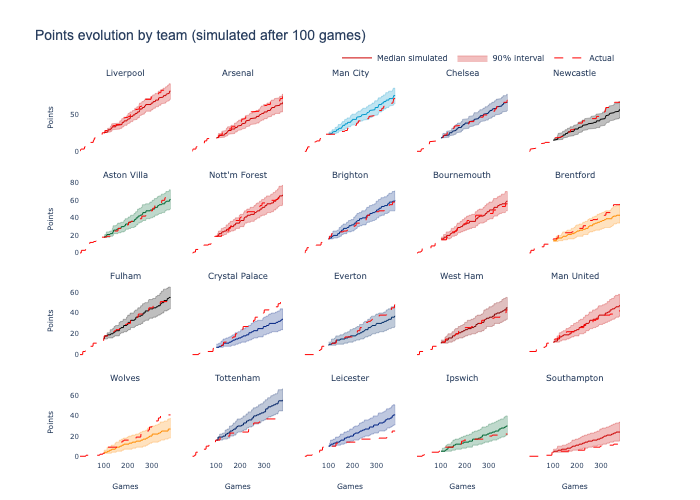 Points evolution by team (simulated after 100 games)
Median simulated 90% interval Actual
Liverpool Arsenal Man City Chelsea Newcastle
Points
50
0
Aston Villa Nott'm Forest Brighton Bournemouth Brentford
Points
80
60
40
20
0
Fulham Crystal Palace Everton West Ham Man United
Points
60
40
20
0
Wolves Tottenham Leicester Ipswich Southampton
Points
60
40
20
0
100 200 300 100 200 300 100 200 300 100 200 300 100 200 300
Games Games Games Games Games